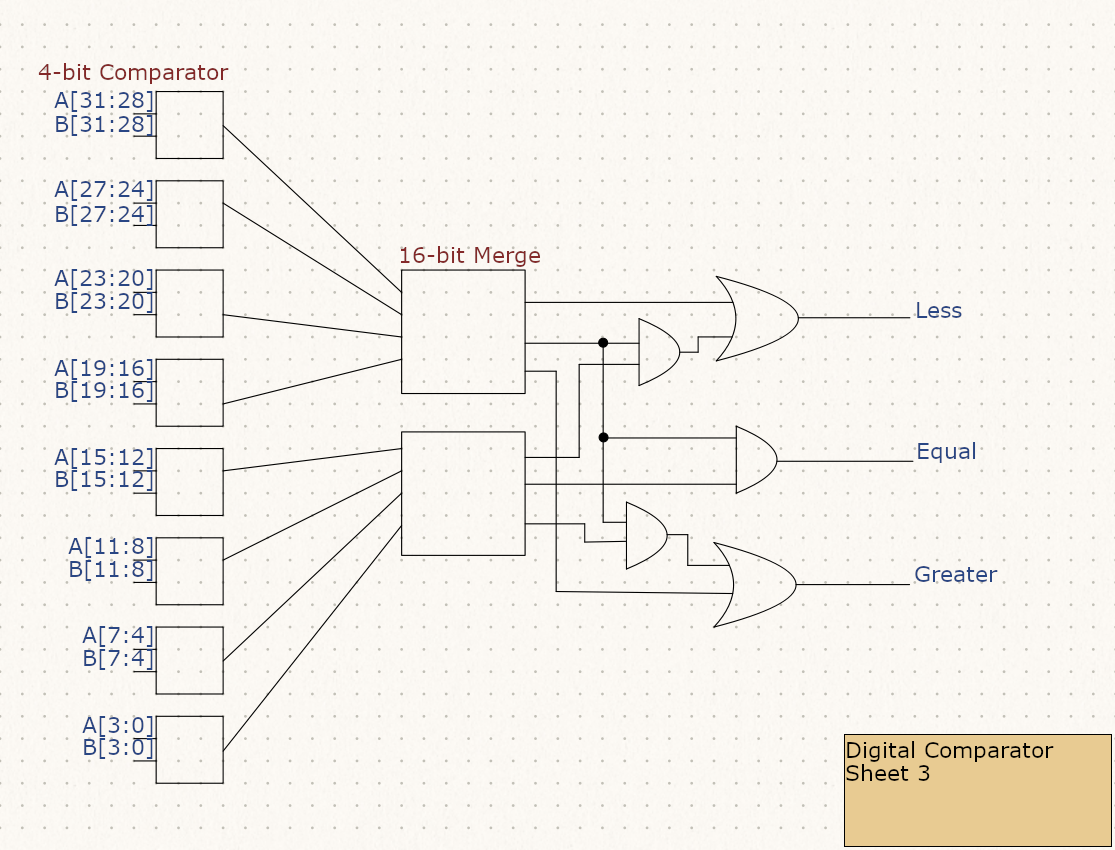 4-bit Comparator
A[31:28]
B[31:28]
A[27:24]
B[27:24]
16-bit Merge
A[23:20]
B[23:20]
Less
A[19:16]
B[19:16]
A[15:12]
B[15:12]
Equal
A[11:8]
B[11:8]
Greater
A[7:4]
B[7:4]
A[3:0]
B[3:0]
Digital Comparator
Sheet 3